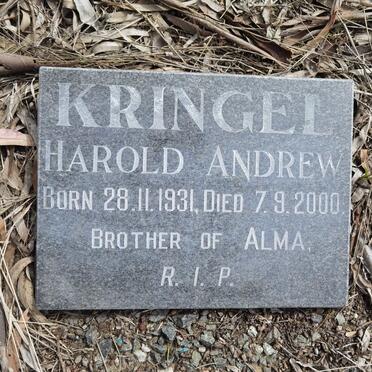 KRINGEL
HAROLD ANDREW
BORN 28.11.1931, DIED 7.9.2000
BROTHER OF ALMA.
R. I. P.